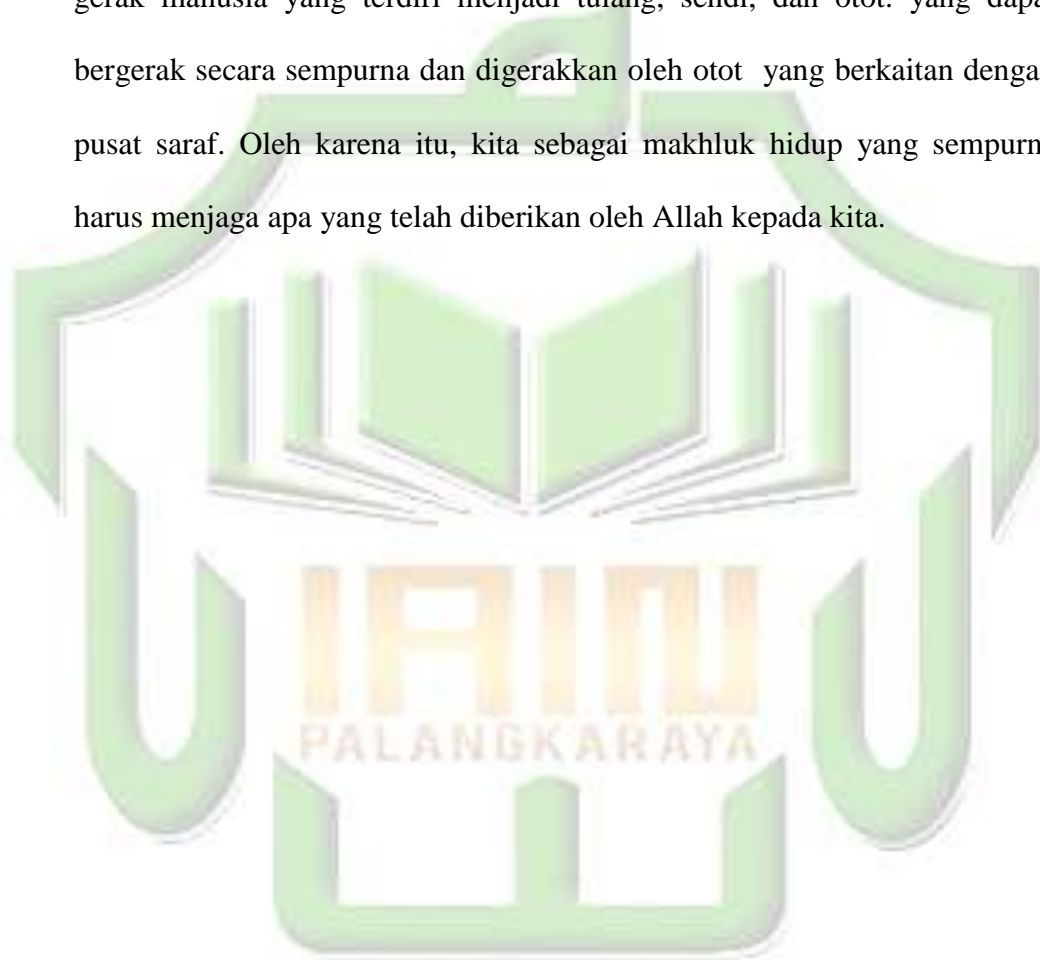 gerak manusia yang terdiri menjadi tulang, sendi, dan otot. yang dapa
bergerak secara sempurna dan digerakkan oleh otot yang berkaitan denga
pusat saraf. Oleh karena itu, kita sebagai makhluk hidup yang sempurn
harus menjaga apa yang telah diberikan oleh Allah kepada kita.
IAIN
PALANGKARAYA